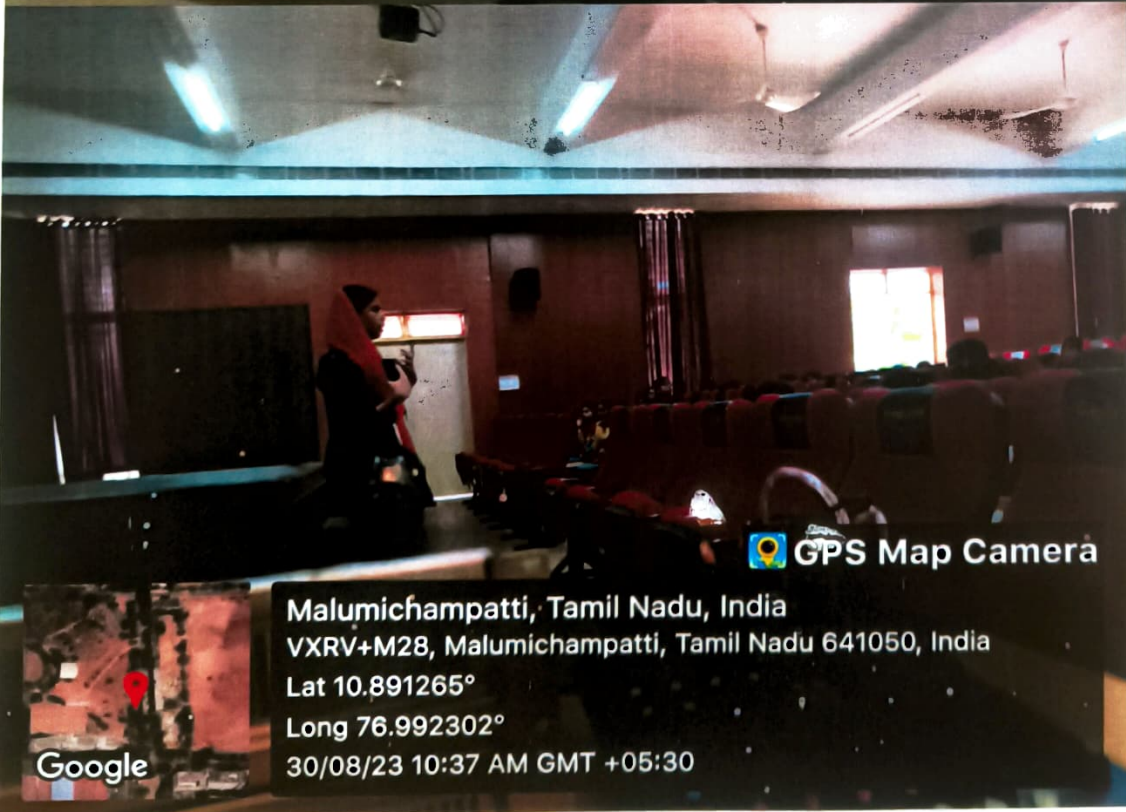 GPS Map Camera
Malumichampatti, Tamil Nadu, India
VXRV+M28, Malumichampatti, Tamil Nadu 641050, India
Lat 10.891265°
Long 76.992302°
30/08/23 10:37 AM GMT +05:30
Google